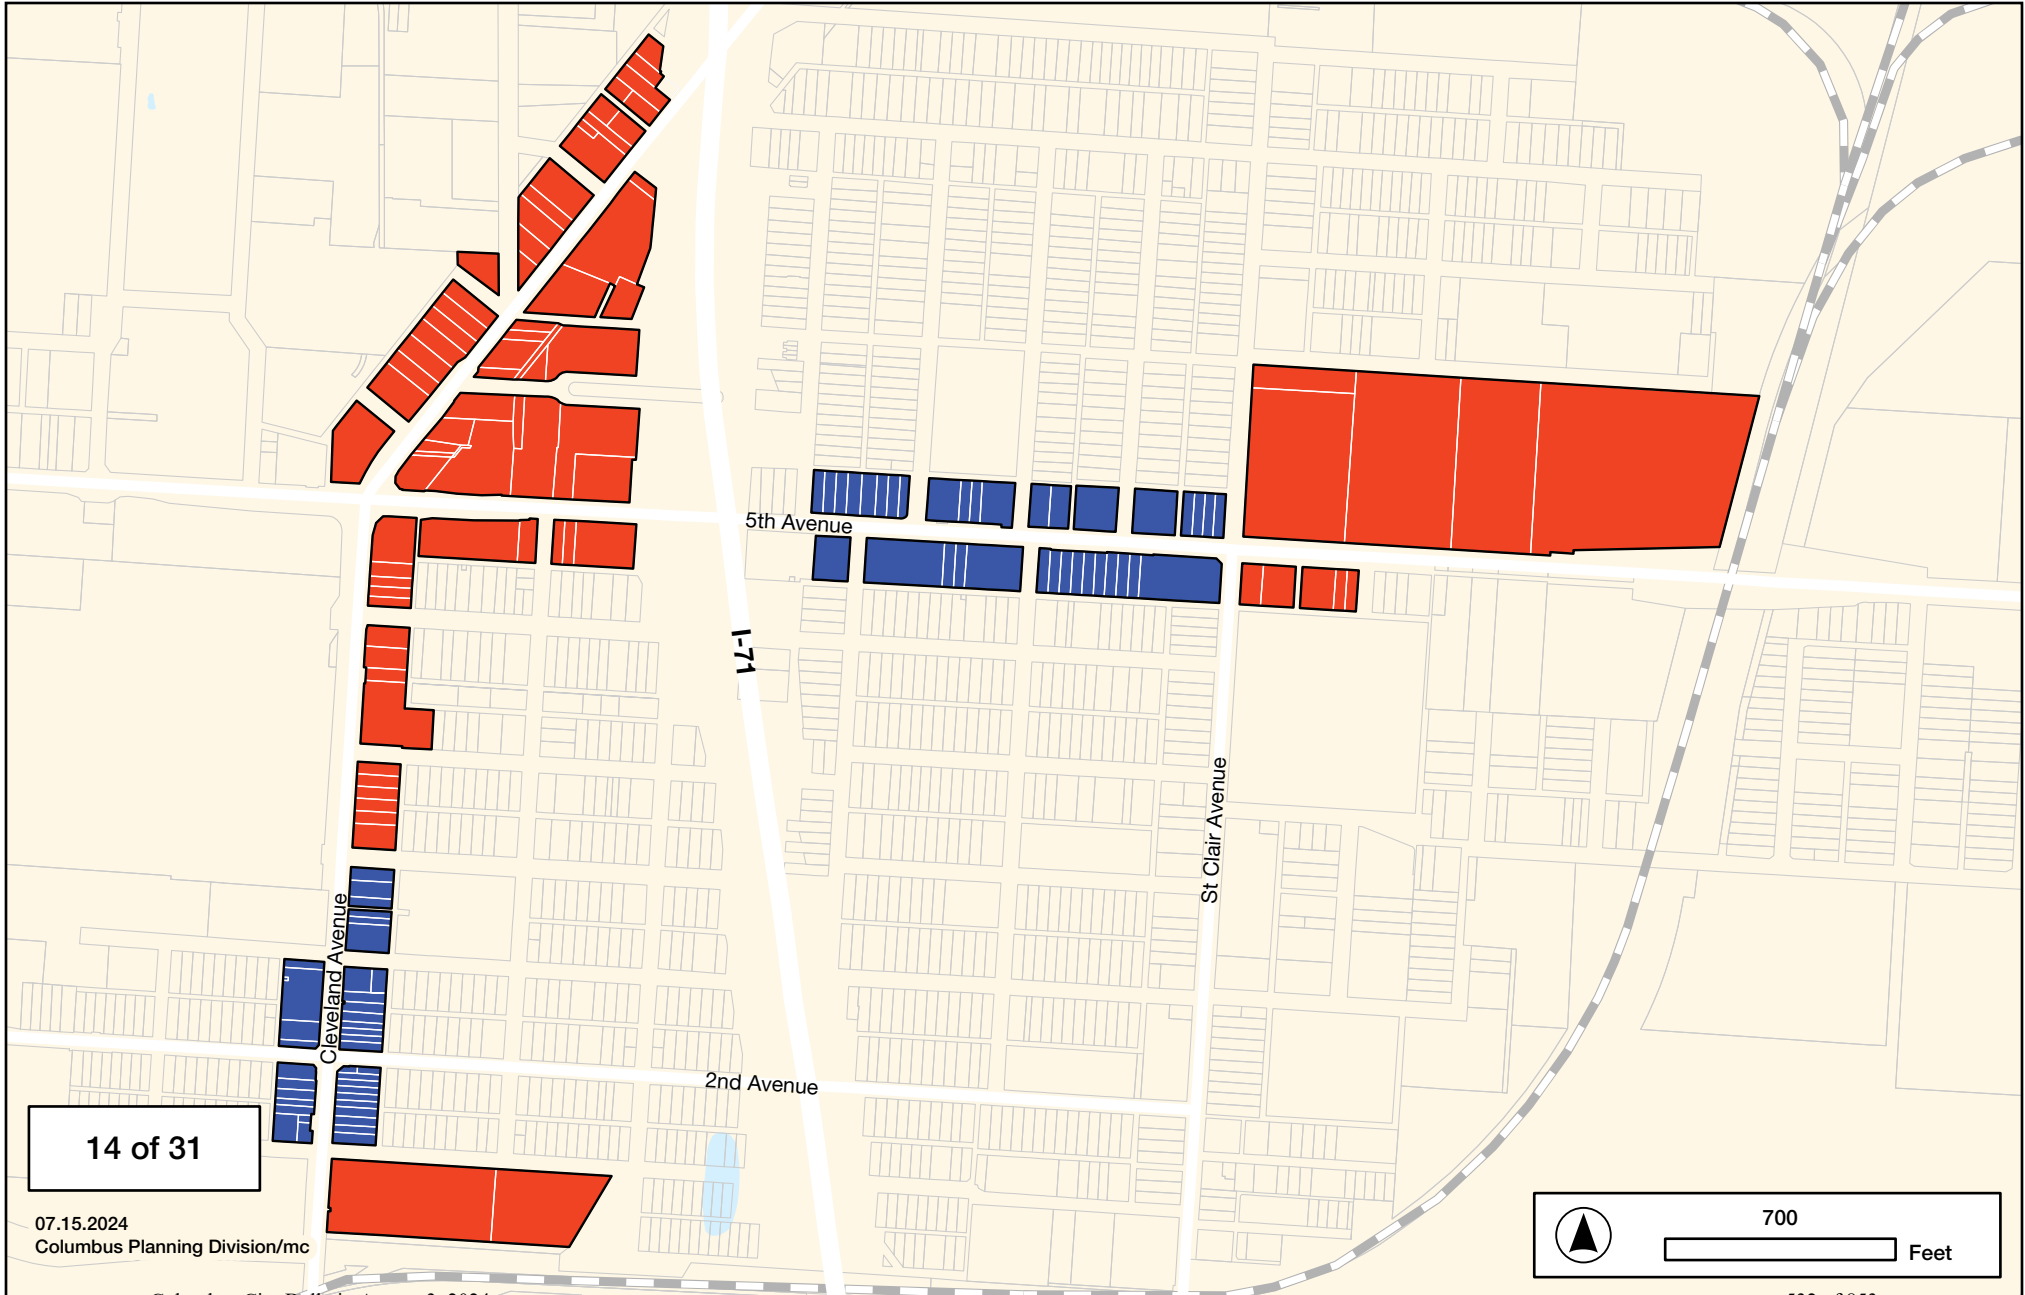 5th Avenue
I-71
St Clair Avenue
Cleveland Avenue
2nd Avenue
14 of 31
07.15.2024
Columbus Planning Division/mc
700
Feet